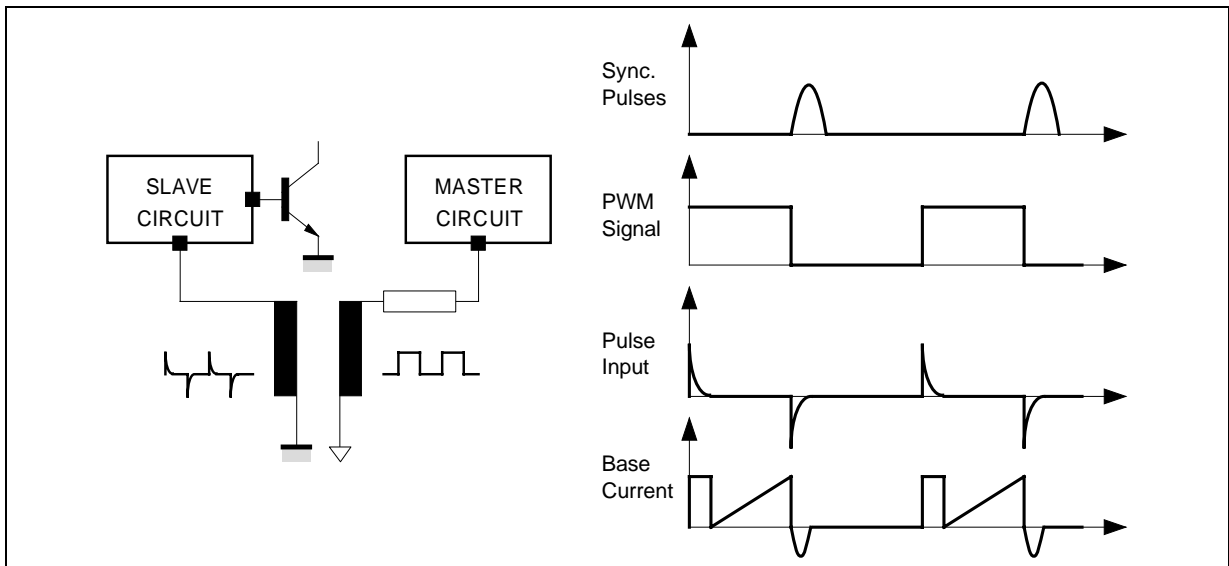 SLAVE
CIRCUIT
MASTER
CIRCUIT
Sync.
Pulses
PWM
Signal
Pulse
Input
Base
Current